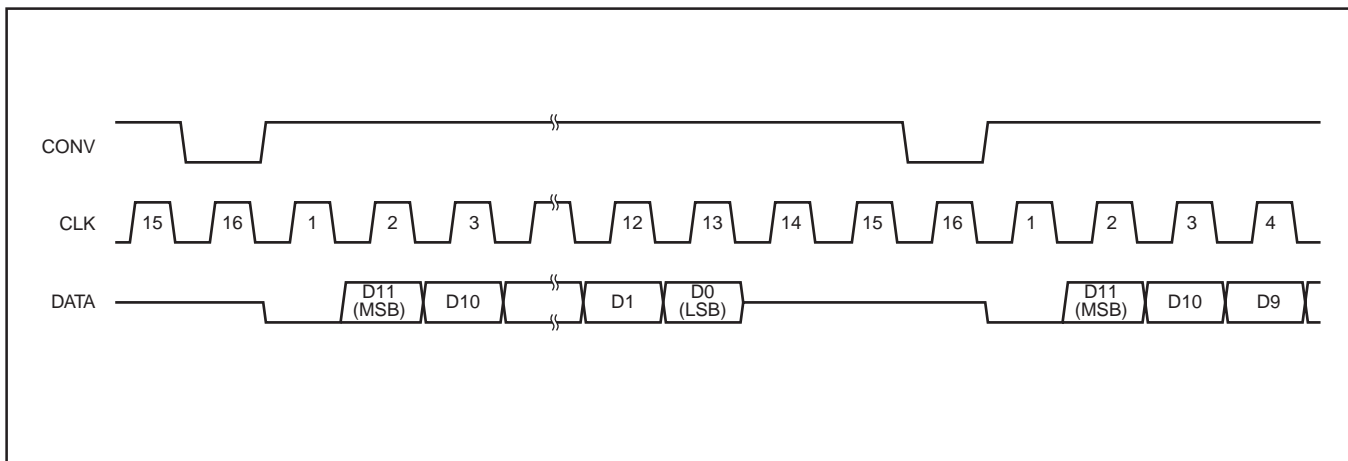 CONV
CLK
15 16 1 2 3 12 13 14 15 16 1 2 3 4
DATA
D11
(MSB)
D10
D1
D0
(LSB)
D11
(MSB)
D10
D9